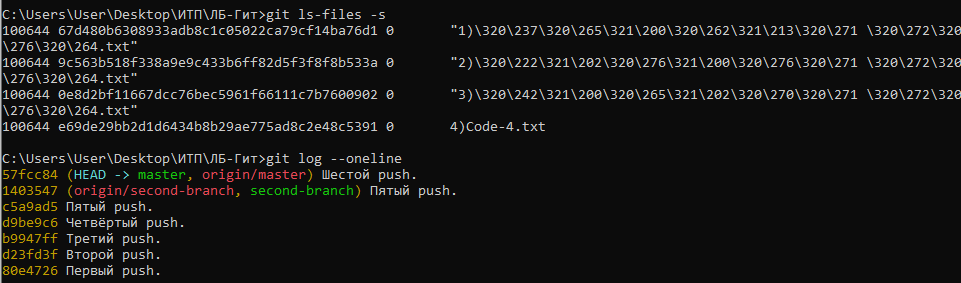 C:\Users\User\Desktop\ИТП\ЛБ-Гит>git ls-files -s
100644 67d480b6308933adb8c1c05022ca79cf14ba76d1 0       "1)\320\237\320\265\321\200\320\262\321\213\320\271 \320\272\320
\276\320\264.txt"
100644 9c563b518f338a9e9c433b6ff82d5f3f8f8b533a 0       "2)\320\222\321\202\320\276\321\200\320\276\320\271 \320\272\320
\276\320\264.txt"
100644 0e8d2bf11667dcc76bec5961f66111c7b7600902 0       "3)\320\242\321\200\320\265\321\202\320\270\320\271 \320\272\320
\276\320\264.txt"
100644 e69de29bb2d1d6434b8b29ae775ad8c2e48c5391 0       4)Code-4.txt
C:\Users\User\Desktop\ИТП\ЛБ-Гит>git log --oneline
57fcc84 (HEAD -> master, origin/master) Шестой push.
1403547 (origin/second-branch, second-branch) Пятый push.
c5a9ad5 Пятый push.
d9be9c6 Четвёртый push.
b9947ff Третий push.
d23fd3f Второй push.
80e4726 Первый push.